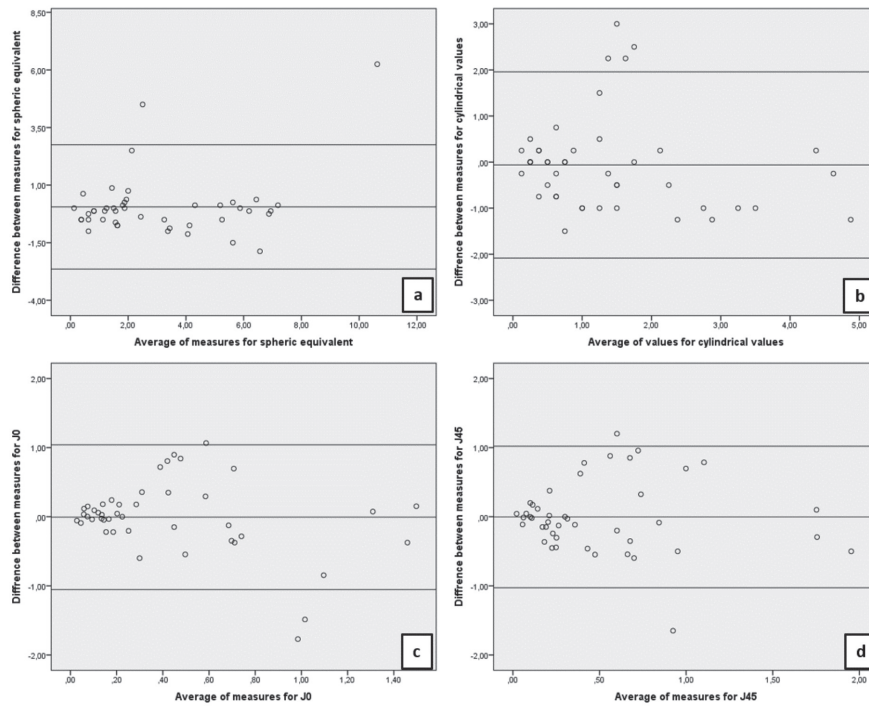 Difference between measures for spheric equivalent
8,50
6,00
3,50
1,00
-1,50
-4,00
,00 2,00 4,00 6,00 8,00 10,00 12,00
Average of measures for spheric equivalent
a
Diffrence between measures for cylindrical values
3,00
2,00
1,00
,00
-1,00
-2,00
-3,00
,00 1,00 2,00 3,00 4,00 5,00
Average of values for cylindrical values
b
Diffrence between measures for J0
2,00
1,00
,00
-1,00
-2,00
,00 ,20 ,40 ,60 ,80 1,00 1,20 1,40
Average of measures for J0
c
Diffrence between measures for J45
2,00
1,00
,00
-1,00
-2,00
,00 ,50 1,00 1,50 2,00
Average of measures for J45
d